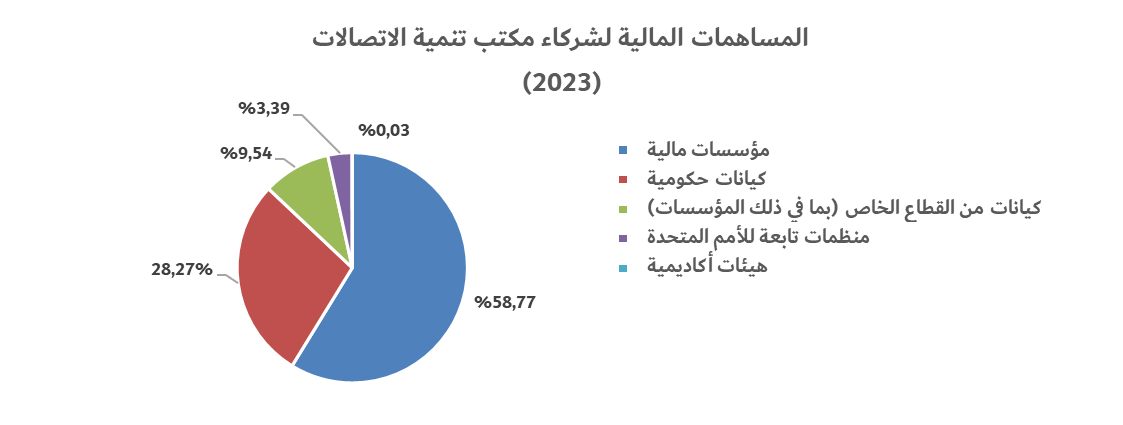 المساهمات المالية لشركاء مكتب تنمية الاتصالات
(2023)
%3,39
%0,03
%9,54
28,27%
%58,77
مؤسسات مالية
كيانات حكومية
كيانات من القطاع الخاص (بما في ذلك المؤسسات)
منظمات تابعة للأمم المتحدة
هيئات أكاديمية